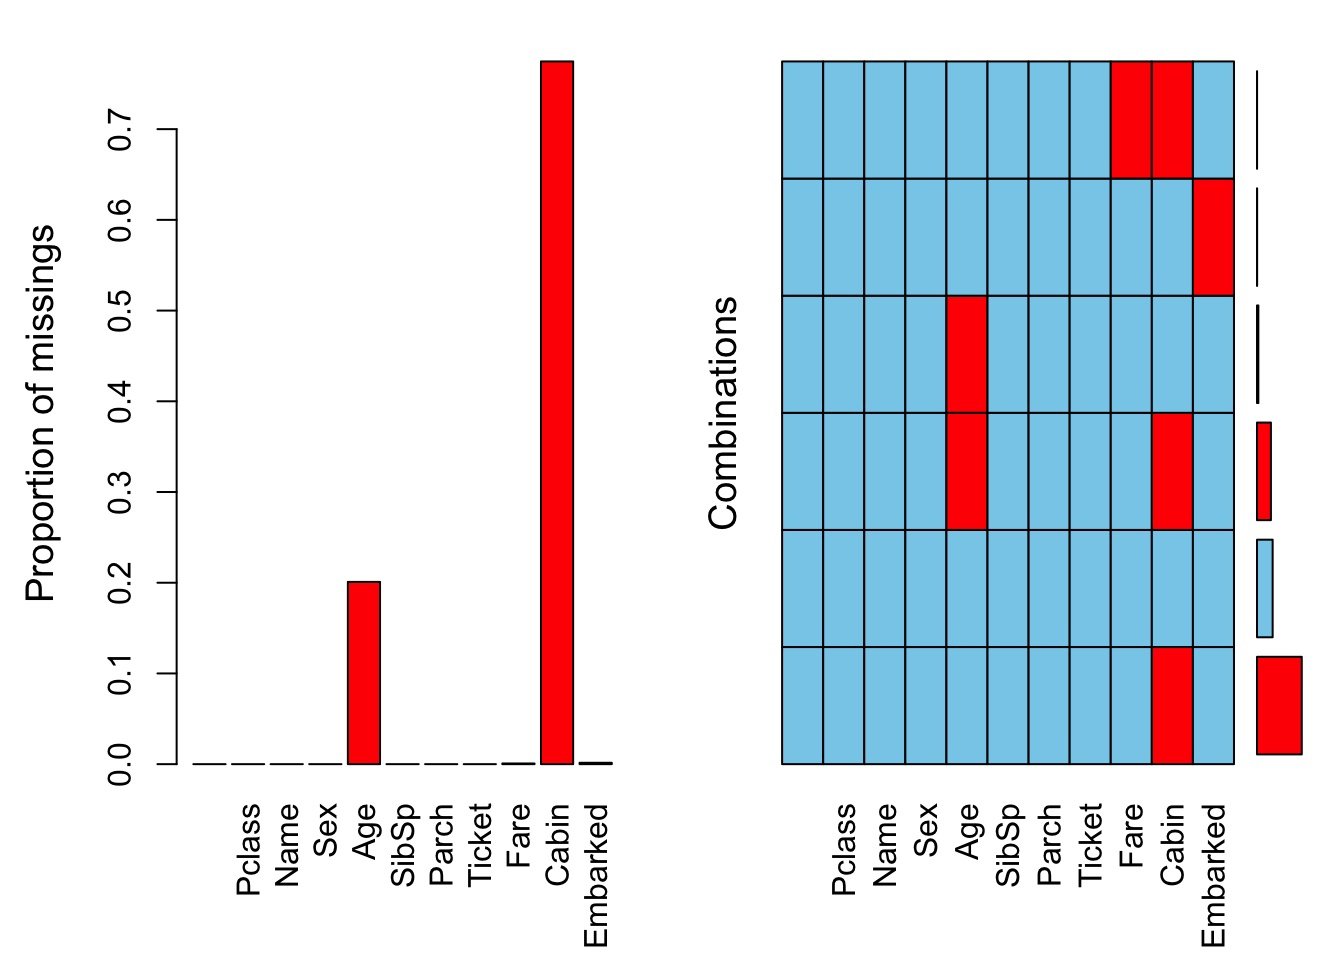 Proportion of missings
0.7
0.6
0.5
0.4
0.3
0.2
0.1
0.0
Pclass
Name
Sex
Age
SibSp
Parch
Ticket
Fare
Cabin
Embarked
Combinations
Pclass
Name
Sex
Age
SibSp
Parch
Ticket
Fare
Cabin
Embarked